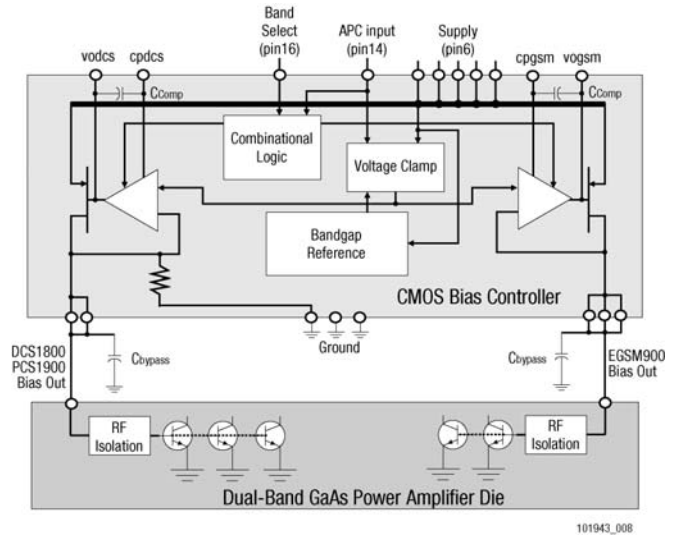 Band
Select
(pin16)
APC input
(pin14)
Supply
(pin6)
vodcs
cpdcs
cpgsm
vogsm
CComp
CComp
Combinational
Logic
Voltage Clamp
Bandgap
Reference
CMOS Bias Controller
Ground
DCS1800
PCS1900
Bias Out
Cbypass
Cbypass
EGSM900
Bias Out
RF
Isolation
RF
Isolation
Dual-Band GaAs Power Amplifier Die
101943_008